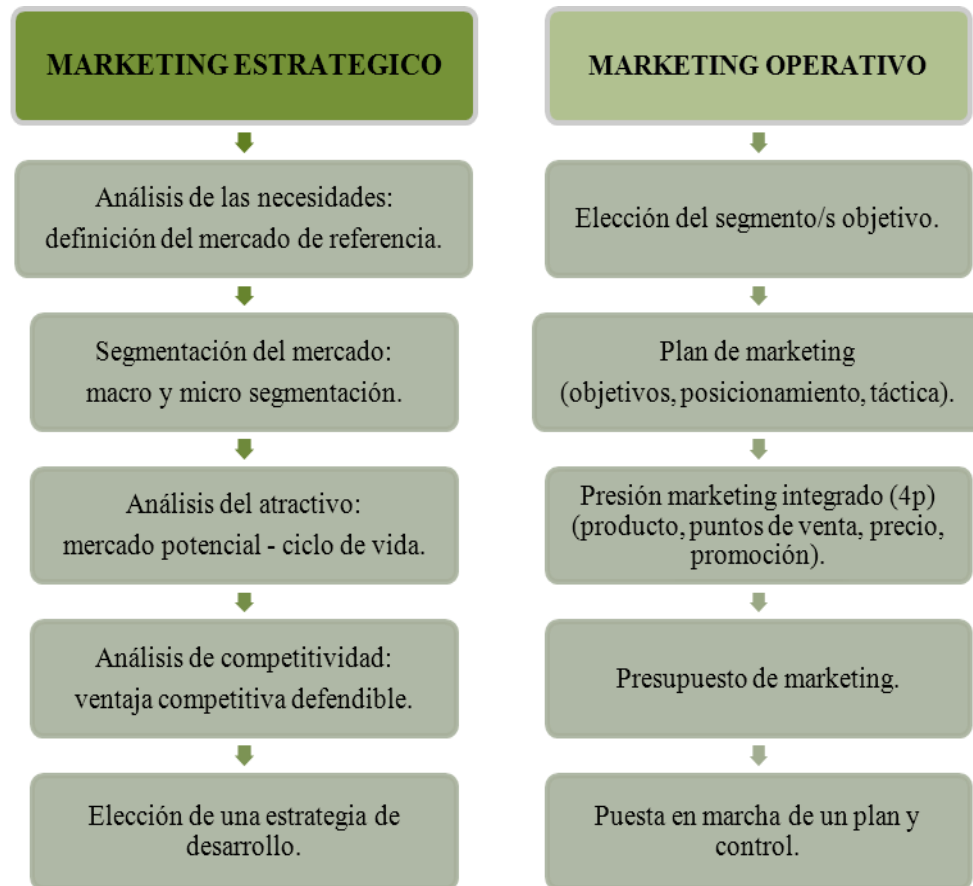 MARKETING ESTRATEGICO
Análisis de las necesidades:
definición del mercado de referencia.
Segmentación del mercado:
macro y micro segmentación.
Análisis del atractivo:
mercado potencial - ciclo de vida.
Análisis de competitividad:
ventaja competitiva defendible.
Elección de una estrategia de
desarrollo.
MARKETING OPERATIVO
Elección del segmento/s objetivo.
Plan de marketing
(objetivos, posicionamiento, táctica).
Presión marketing integrado (4p)
(producto, puntos de venta, precio,
promoción).
Presupuesto de marketing.
Puesta en marcha de un plan y
control.